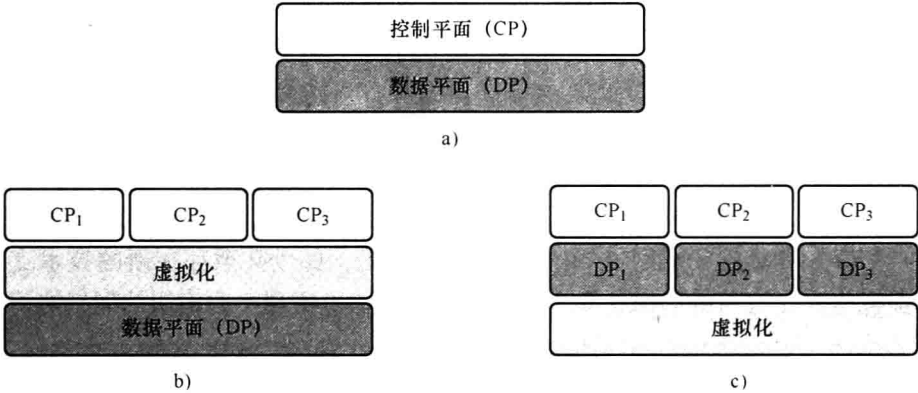 控制平面（CP）
数据平面（DP）
a)
CP₁ CP₂ CP₃
虚拟化
数据平面（DP）
b)
CP₁ CP₂ CP₃
DP₁ DP₂ DP₃
虚拟化
c)